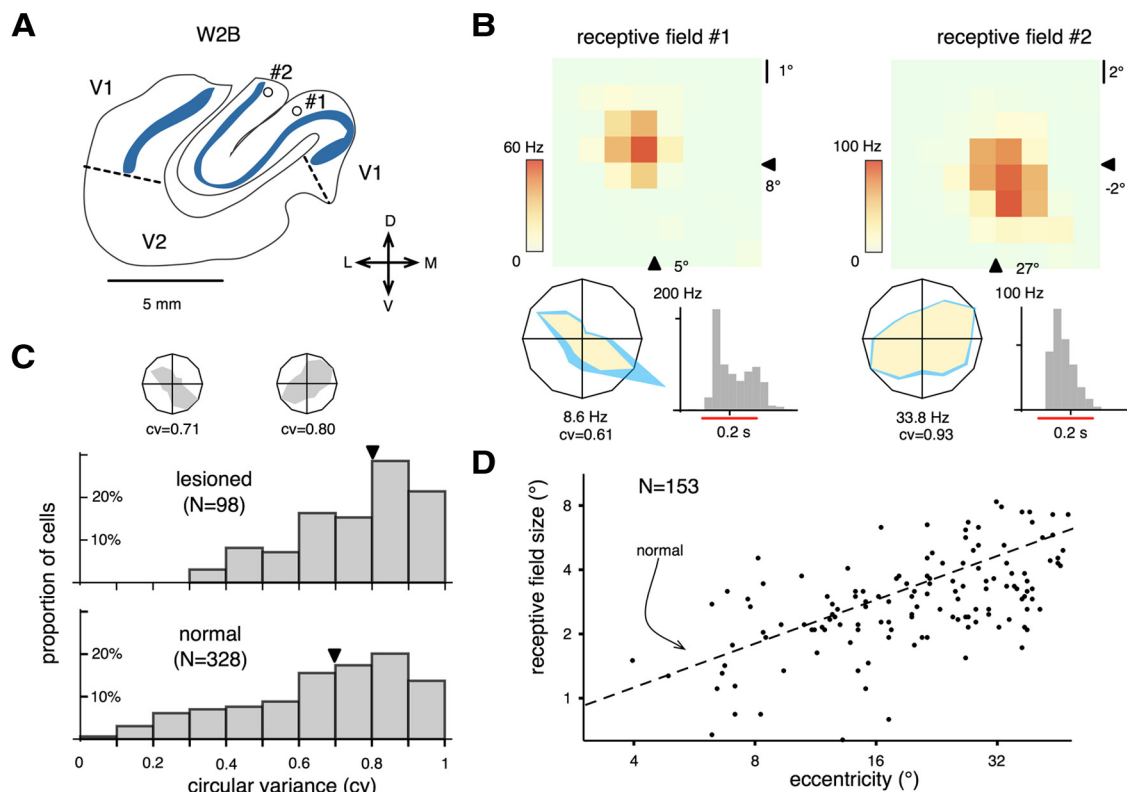 A
W2B
V1
#2
#1
V1
V2
D
L
M
V
5 mm
B
receptive field #1
1°
60 Hz
0
8°
5°
200 Hz
8.6 Hz
cv=0.61
0.2 s
receptive field #2
2°
100 Hz
0
-2°
27°
100 Hz
33.8 Hz
cv=0.93
0.2 s
C
cv=0.71
cv=0.80
proportion of cells
lesioned
(N=98)
20%
10%
normal
(N=328)
20%
10%
0 0.2 0.4 0.6 0.8 1
circular variance (cv)
D
receptive field size (°)
N=153
normal
8
4
2
1
4 8 16 32
eccentricity (°)